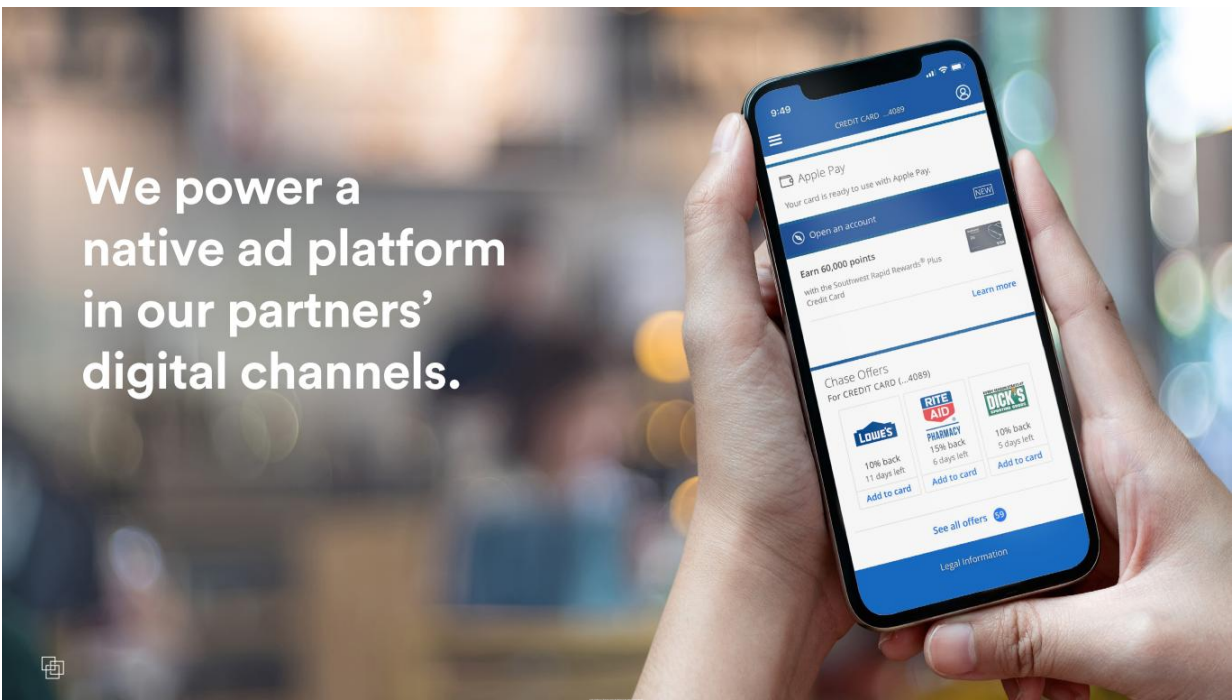 We power a
native ad platform
in our partners’
digital channels.
9:49
CREDIT CARD ...4089
Apple Pay
Your card is ready to use with Apple Pay.
Open an account
NEW
Earn 60,000 points
with the Southwest Rapid Rewards® Plus
Credit Card
Learn more
Chase Offers
For CREDIT CARD (...4089)
LOWE'S
10% back
11 days left
Add to card
RITE
AID
PHARMACY
15% back
6 days left
Add to card
DICK'S
SPORTING GOODS
10% back
5 days left
Add to card
See all offers 59
Legal Information